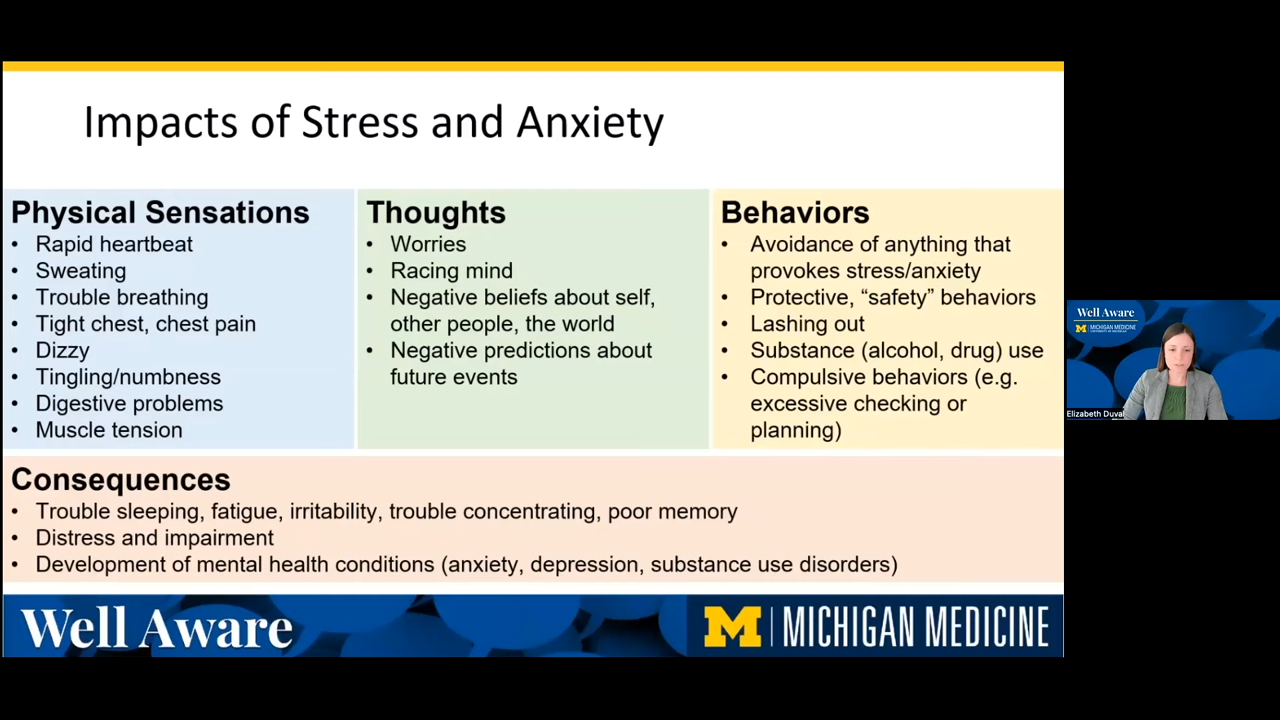 Impacts of Stress and Anxiety
Physical Sensations
• Rapid heartbeat
• Sweating
• Trouble breathing
• Tight chest, chest pain
• Dizzy
• Tingling/numbness
• Digestive problems
• Muscle tension
Thoughts
• Worries
• Racing mind
• Negative beliefs about self,
other people, the world
• Negative predictions about
future events
Behaviors
• Avoidance of anything that
provokes stress/anxiety
• Protective, “safety” behaviors
• Lashing out
• Substance (alcohol, drug) use
• Compulsive behaviors (e.g.
excessive checking or
planning)
Consequences
• Trouble sleeping, fatigue, irritability, trouble concentrating, poor memory
• Distress and impairment
• Development of mental health conditions (anxiety, depression, substance use disorders)
Well Aware
M | MICHIGAN MEDICINE
Well Aware
M | MICHIGAN MEDICINE
Elizabeth Duval